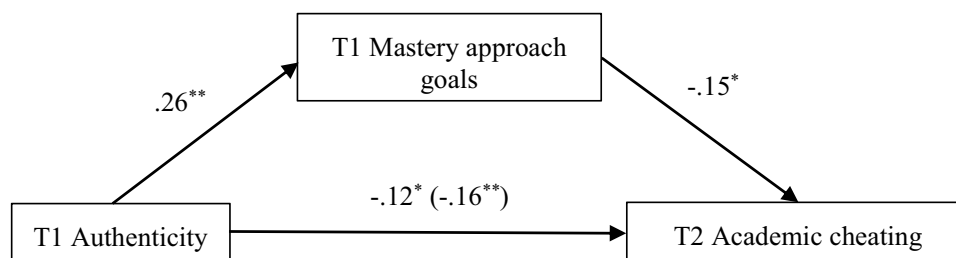 T1 Mastery approach
goals
.26**
-.15*
-.12* (-.16**)
T1 Authenticity
T2 Academic cheating